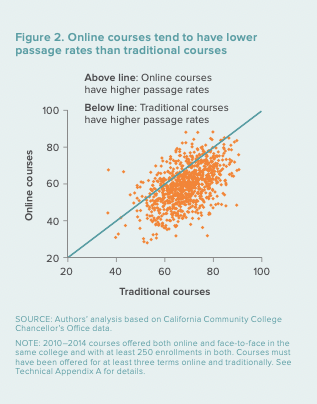 Figure 2. Online courses tend to have lower
passage rates than traditional courses
Above line: Online courses
have higher passage rates
Below line: Traditional courses
have higher passage rates
100
80
60
40
20
Online courses
20
40
60
80
100
Traditional courses
SOURCE: Authors' analysis based on California Community College
Chancellor's Office data.
NOTE: 2010–2014 courses offered both online and face-to-face in the
same college and with at least 250 enrollments in both. Courses must
have been offered for at least three terms online and traditionally. See
Technical Appendix A for details.